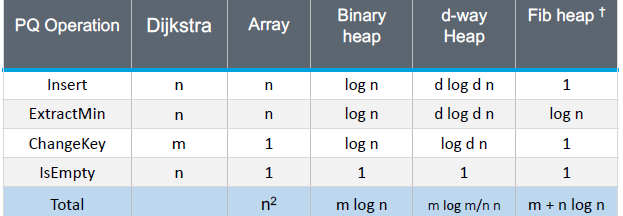 PQ Operation Dijkstra Array Binary heap d-way Heap Fib heap †
Insert n n log n d log d n 1
ExtractMin n n log n d log d n log n
ChangeKey m 1 log n log d n 1
IsEmpty n 1 1 1 1
Total n² m log n m log m/n n m + n log n